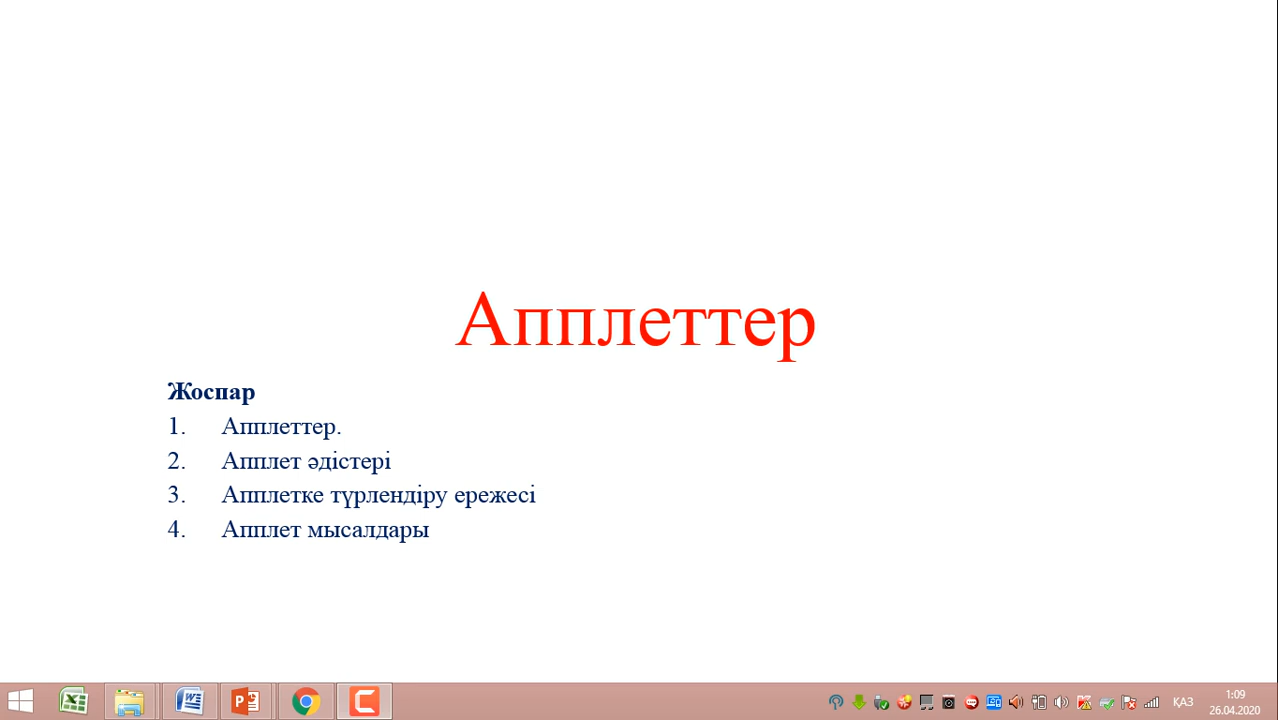 Апплеттер
Жоспар
1. Апплеттер.
2. Апплет әдістері
3. Апплетке түрлендіру ережесі
4. Апплет мысалдары
ҚАЗ
1:09
26.04.2020